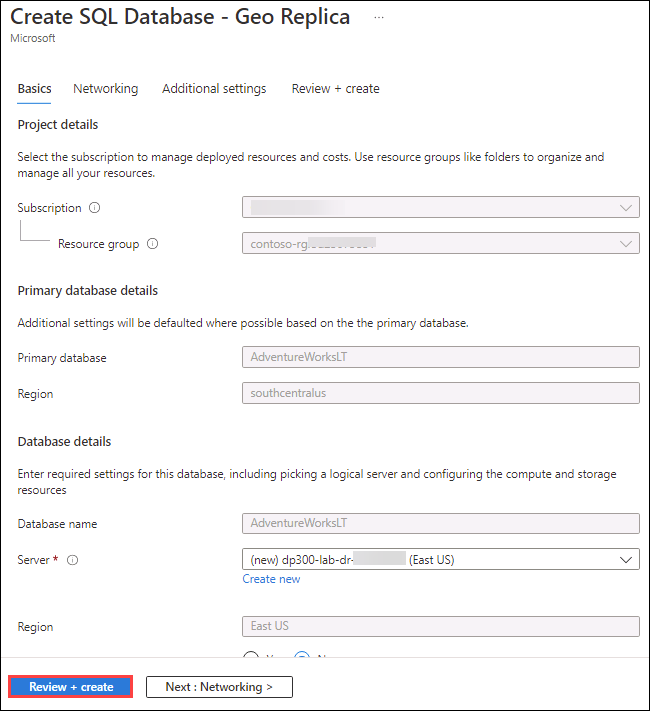 Create SQL Database - Geo Replica ...
Microsoft
Basics Networking Additional settings Review + create
Project details
Select the subscription to manage deployed resources and costs. Use resource groups like folders to organize and
manage all your resources.
Subscription
Resource group contoso-rg
Primary database details
Additional settings will be defaulted where possible based on the the primary database.
Primary database AdventureWorksLT
Region southcentralus
Database details
Enter required settings for this database, including picking a logical server and configuring the compute and storage
resources
Database name AdventureWorksLT
Server * (new) dp300-lab-dr- (East US)
Create new
Region East US
Review + create Next : Networking >